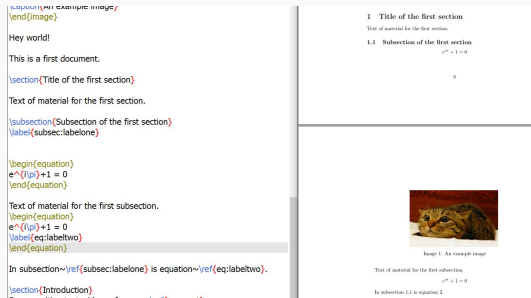 \caption{An example image}
\end{image}
Hey world!
This is a first document.
\section{Title of the first section}
Text of material for the first section.
\subsection{Subsection of the first section}
\label{subsec:labelone}
\begin{equation}
e^{i\pi}+1 = 0
\end{equation}
Text of material for the first subsection.
\begin{equation}
e^{i\pi}+1 = 0
\label{eq:labeltwo}
\end{equation}
In subsection~\ref{subsec:labelone} is equation~\ref{eq:labeltwo}.
\section{Introduction}
1 Title of the first section
Text of material for the first section.
1.1 Subsection of the first section
e^{iπ} + 1 = 0
Image 1: An example image
Text of material for the first subsection.
e^{iπ} + 1 = 0
In subsection 1.1 is equation 2.